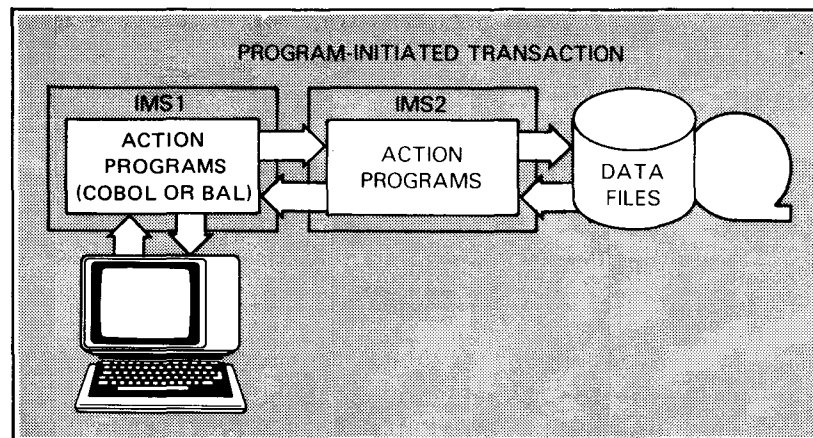 PROGRAM-INITIATED TRANSACTION
IMS1
ACTION
PROGRAMS
(COBOL OR BAL)
IMS2
ACTION
PROGRAMS
DATA
FILES